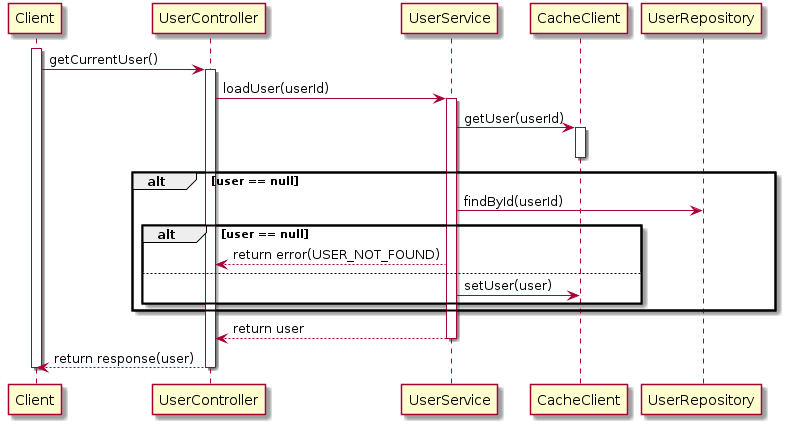 Client UserController UserService CacheClient UserRepository
getCurrentUser()
loadUser(userId)
getUser(userId)
alt [user == null]
findById(userId)
alt [user == null]
return error(USER_NOT_FOUND)
setUser(user)
return user
return response(user)
Client UserController UserService CacheClient UserRepository